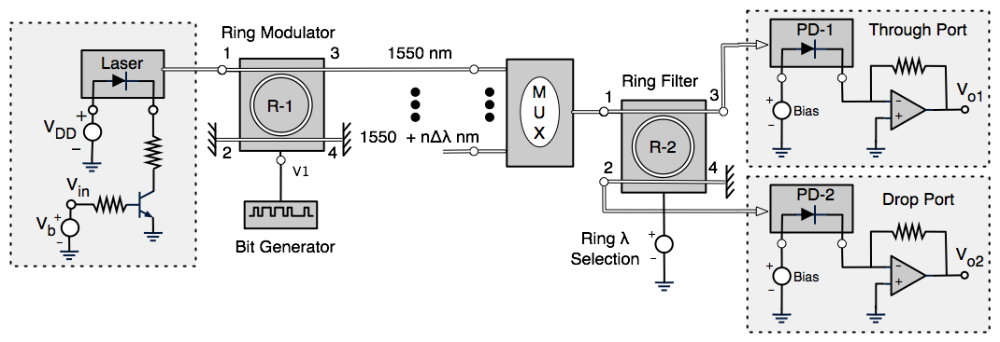 Laser
VDD
+
-
Vin
Vb
+
-
Ring Modulator
1
3
R-1
2
4
V1
Bit Generator
1550 nm
1550 + nΔλ nm
M
U
X
Ring Filter
1
3
R-2
2
4
Ring λ
Selection
+
-
PD-1
Through Port
+
-
Bias
-
+
Vo1
PD-2
Drop Port
+
-
Bias
-
+
Vo2